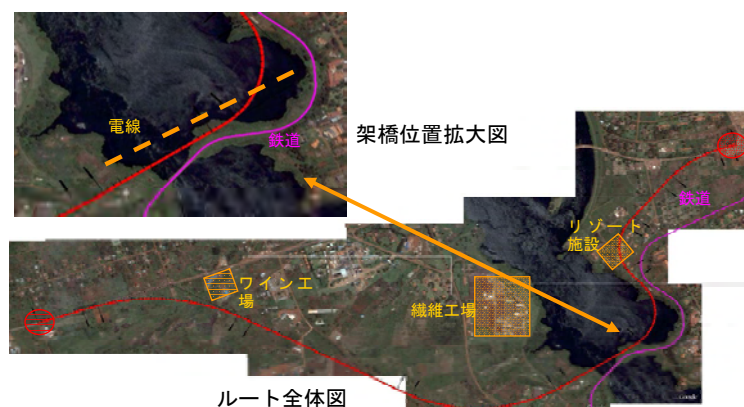 電線
鉄道
架橋位置拡大図
鉄道
リゾート
施設
ワイン工
場
繊維工場
ルート全体図